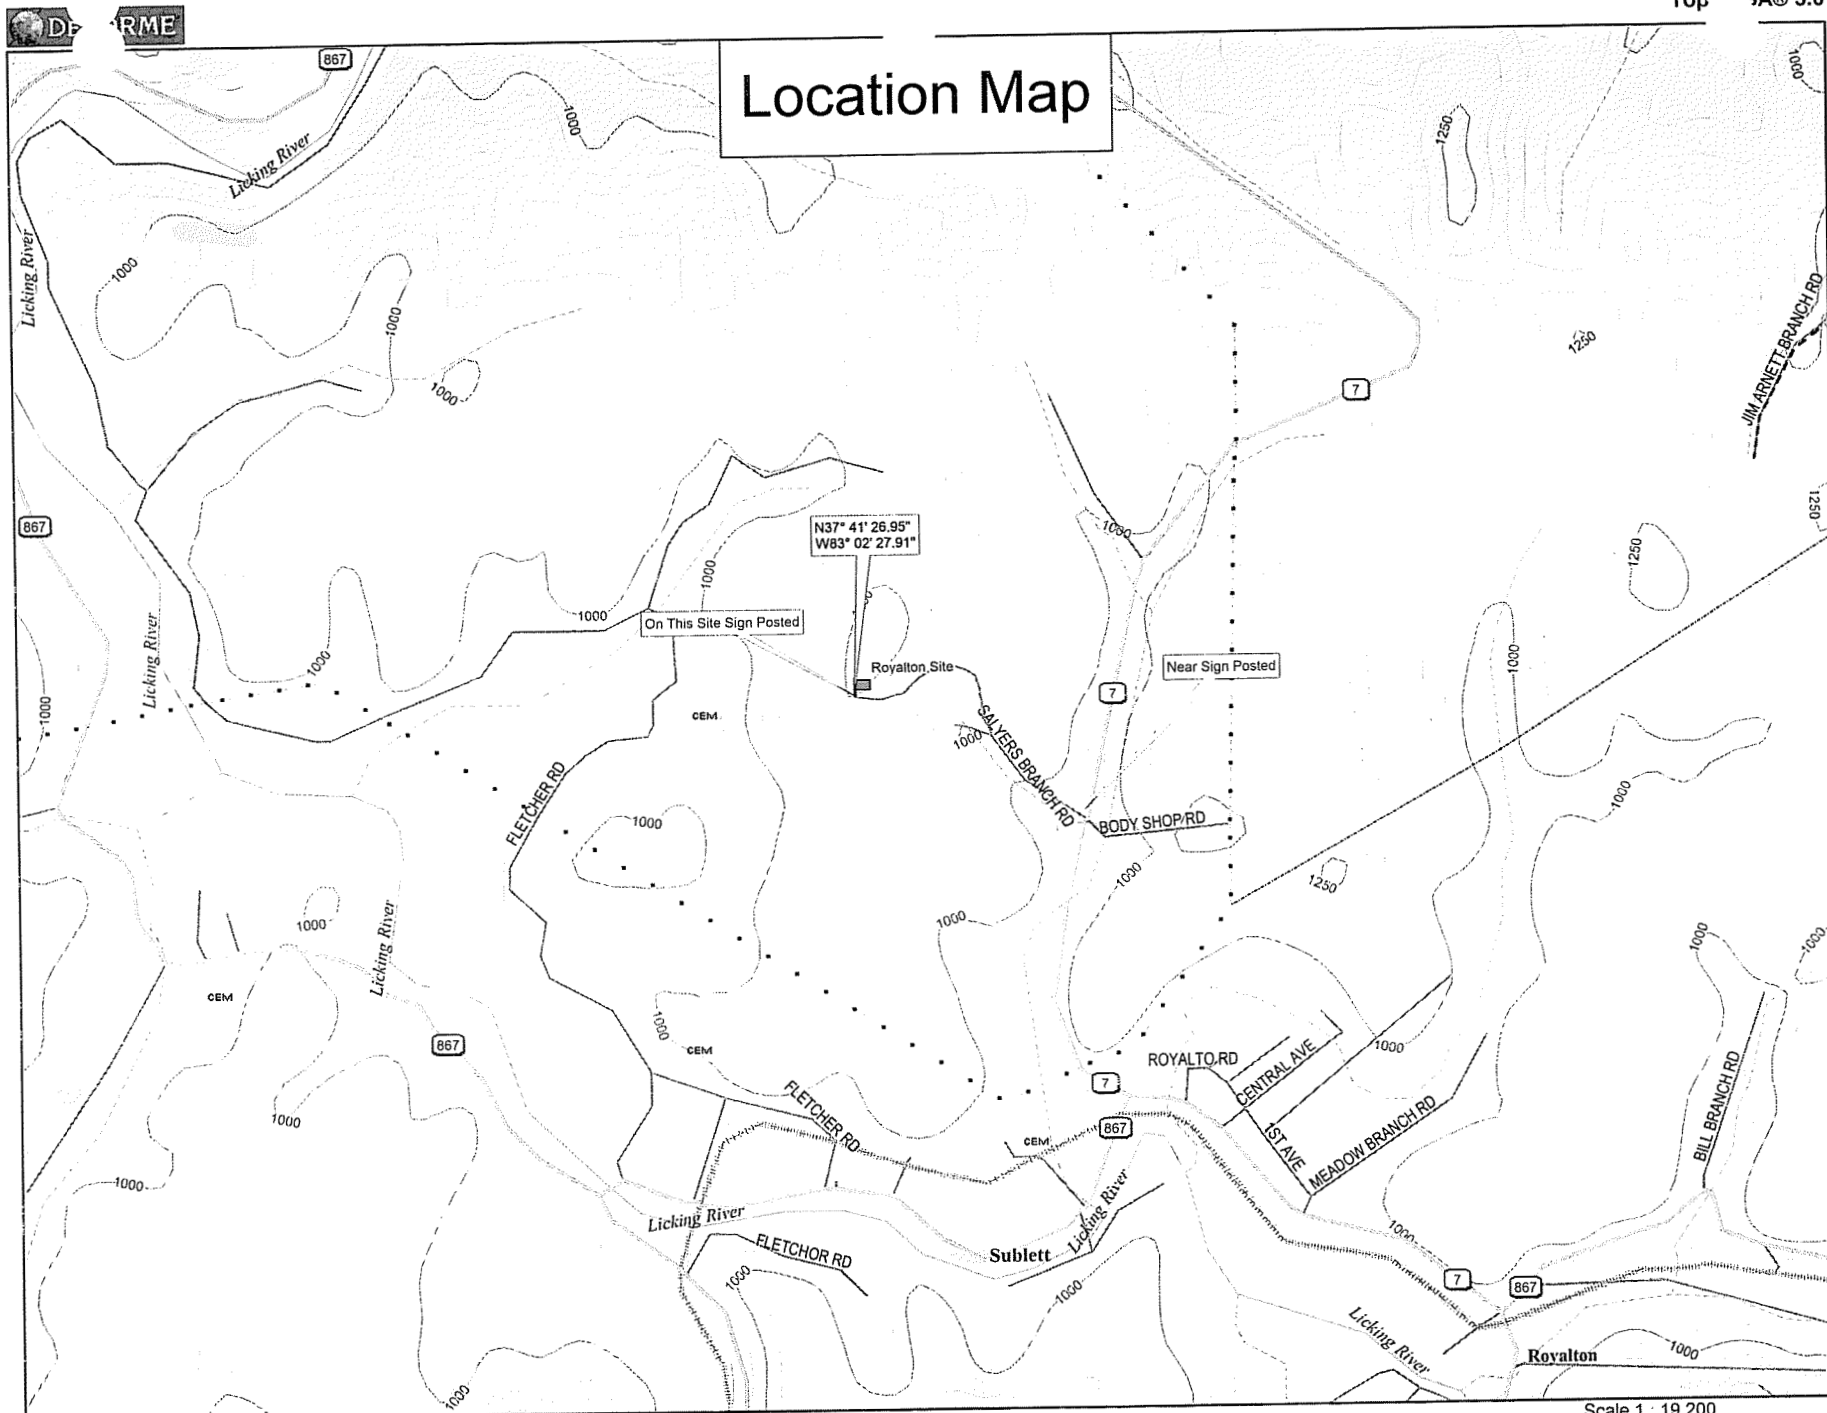 Location Map
867
1000
1000
1250
Licking River
Licking River
1000
1000
1000
1250
JIM ARNETT BRANCH RD
7
867
N37° 41' 26.95"
W83° 02' 27.91"
1000
1250
1250
1000
1000
On This Site Sign Posted
Licking River
1000
1000
Royalton Site
Near Sign Posted
1000
7
CEM
SALYERS BRANCH RD
1000
FLETCHER RD
1000
BODY SHOP RD
1000
1000
1250
1000
1000
Licking River
1000
1000
CEM
867
1000
CEM
ROYALTO RD
CENTRAL AVE
1000
7
FLETCHER RD
867
CEM
1ST AVE
MEADOW BRANCH RD
BILL BRANCH RD
1000
1000
Licking River
Licking River
FLETCHOR RD
Sublett
1000
1000
1000
7
867
Licking River
Royalton
1000
1000
Scale 1 : 19,200